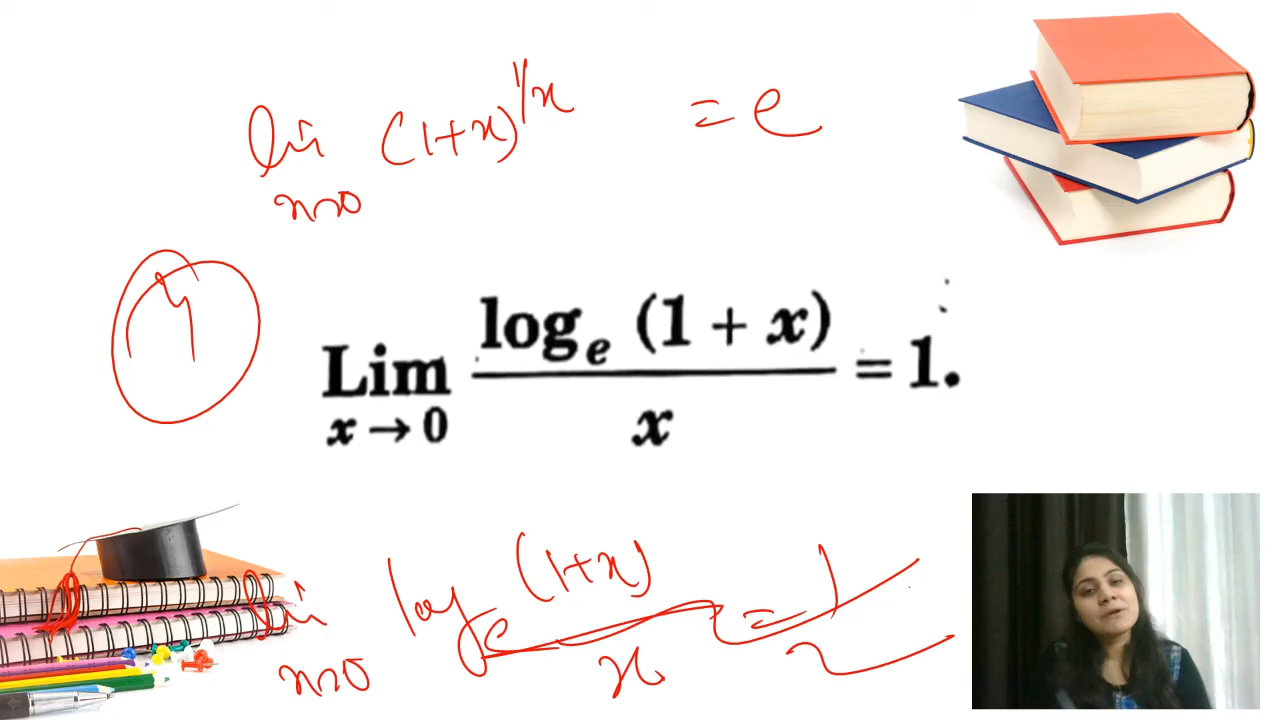 lim (1+x)^1/x = e
x→0
4
Lim log_e (1 + x) / x = 1.
x → 0
lim log_e (1+x) / x = 1
x→0